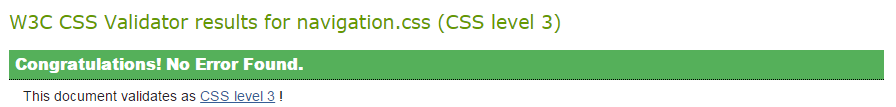 W3C CSS Validator results for navigation.css (CSS level 3)
Congratulations! No Error Found.
This document validates as CSS level 3 !